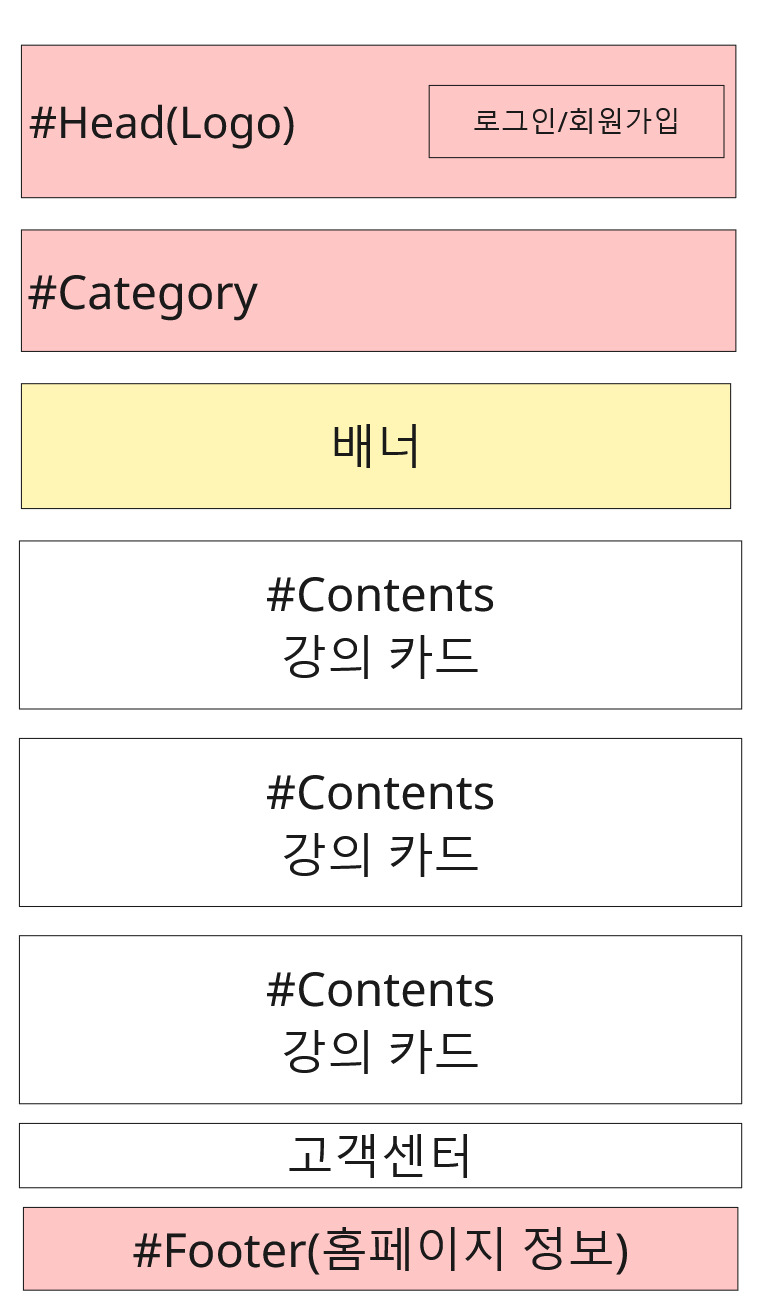 #Head(Logo)
로그인/회원가입
#Category
배너
#Contents
강의 카드
#Contents
강의 카드
#Contents
강의 카드
고객센터
#Footer(홈페이지 정보)